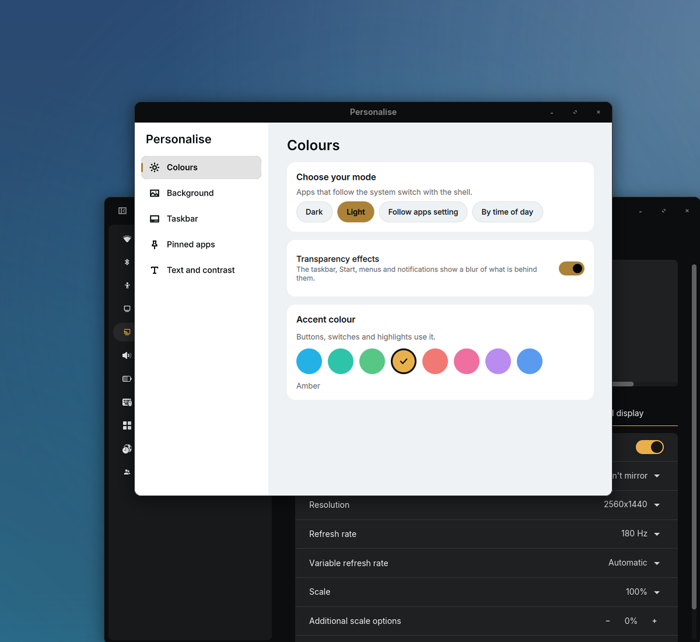 Personalise
Personalise
Colours
Background
Taskbar
Pinned apps
Text and contrast
Colours
Choose your mode
Apps that follow the system switch with the shell.
Dark
Light
Follow apps setting
By time of day
Transparency effects
The taskbar, Start, menus and notifications show a blur of what is behind
them.
Accent colour
Buttons, switches and highlights use it.
Amber
display
n't mirror
Resolution
2560x1440
Refresh rate
180 Hz
Variable refresh rate
Automatic
Scale
100%
Additional scale options
− 0% +